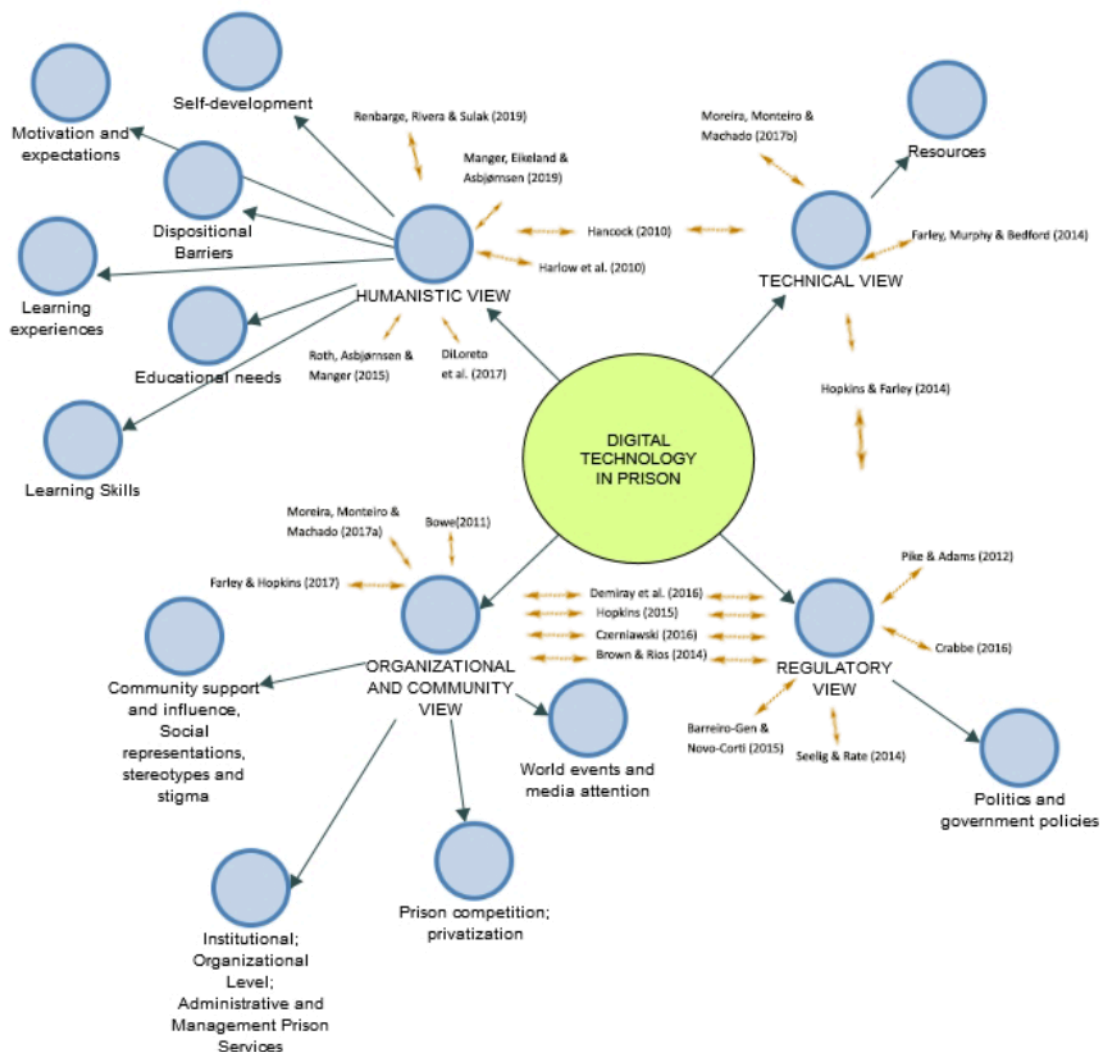 Self-development
Motivation and
expectations
Renbarge, Rivera & Sulak (2019)
Moreira, Monteiro &
Machado (2017b)
Resources
Manger, Eikeland &
Asbjørnsen (2019)
Dispositional
Barriers
Hancock (2010)
Farley, Murphy & Bedford (2014)
Harlow et al. (2010)
TECHNICAL VIEW
HUMANISTIC VIEW
Learning
experiences
Roth, Asbjørnsen &
Manger (2015)
DiLoreto
et al. (2017)
Educational needs
Hopkins & Farley (2014)
DIGITAL
TECHNOLOGY
IN PRISON
Learning Skills
Moreira, Monteiro &
Machado (2017a)
Bowe(2011)
Pike & Adams (2012)
Farley & Hopkins (2017)
Demiray et al. (2016)
Hopkins (2015)
Czerniawski (2016)
Brown & Rios (2014)
Crabbe (2016)
ORGANIZATIONAL
AND COMMUNITY
VIEW
REGULATORY
VIEW
Community support
and influence,
Social
representations,
stereotypes and
stigma
Barreiro-Gen &
Novo-Corti (2015)
Seelig & Rate (2014)
World events and
media attention
Politics and
government policies
Prison competition;
privatization
Institutional;
Organizational
Level;
Administrative and
Management Prison
Services